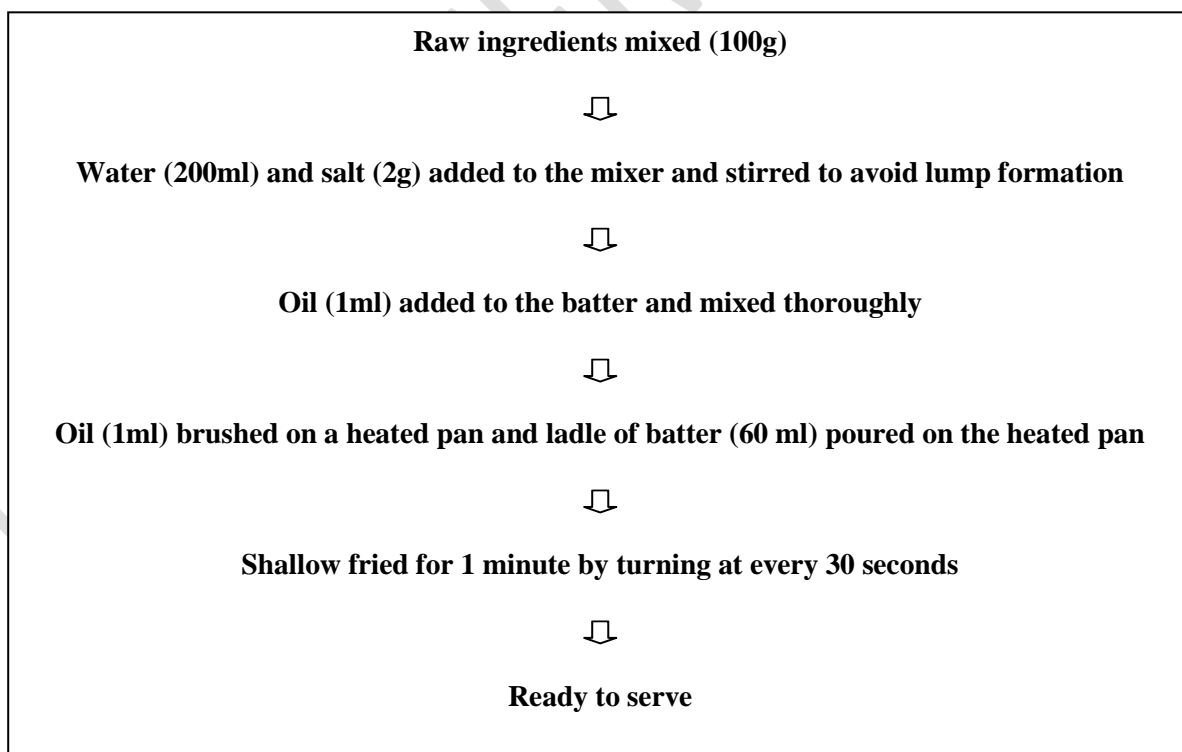 Raw ingredients mixed (100g)
Water (200ml) and salt (2g) added to the mixer and stirred to avoid lump formation
Oil (1ml) added to the batter and mixed thoroughly
Oil (1ml) brushed on a heated pan and ladle of batter (60 ml) poured on the heated pan
Shallow fried for 1 minute by turning at every 30 seconds
Ready to serve